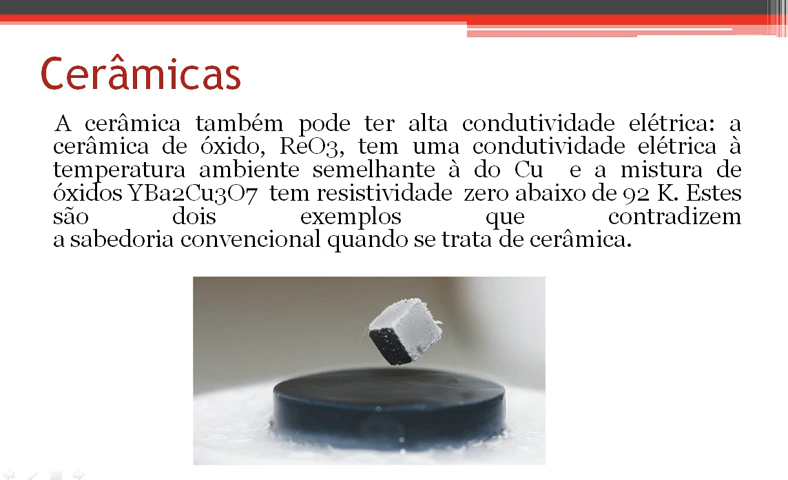 Cerâmicas
A cerâmica também pode ter alta condutividade elétrica: a
cerâmica de óxido, ReO3, tem uma condutividade elétrica à
temperatura ambiente semelhante à do Cu e a mistura de
óxidos YBa2Cu3O7 tem resistividade zero abaixo de 92 K. Estes
são dois exemplos que contradizem
a sabedoria convencional quando se trata de cerâmica.